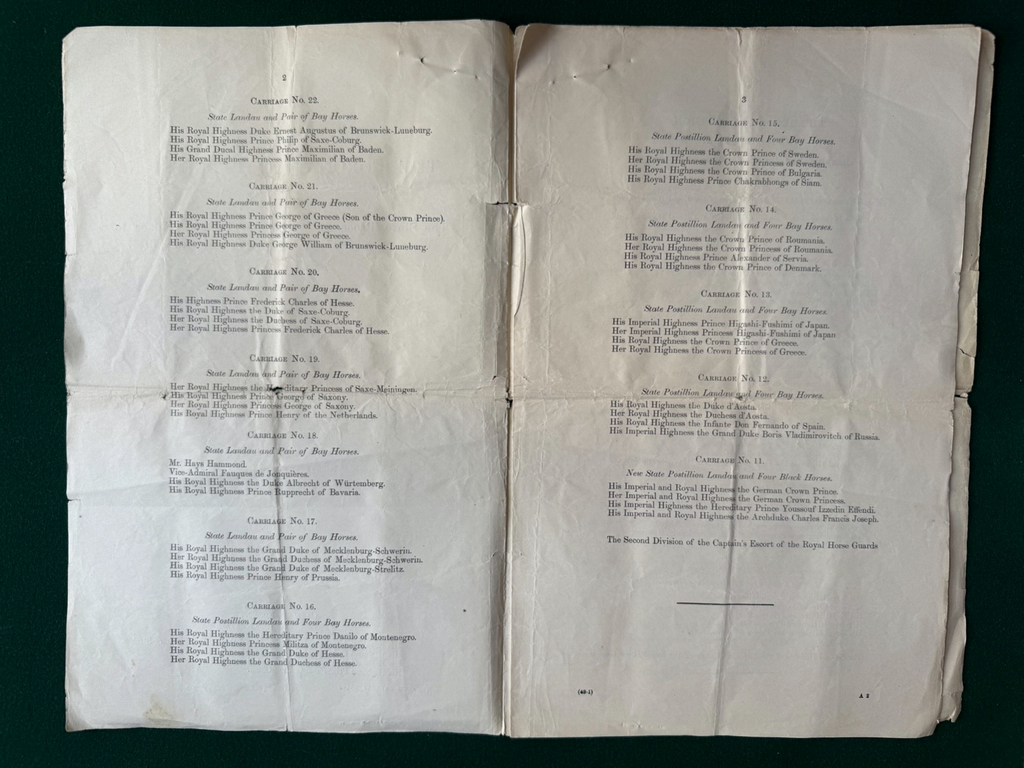 2
CARRIAGE No. 22.
State Landau and Pair of Bay Horses.
His Royal Highness Duke Ernest Augustus of Brunswick-Luneburg.
His Royal Highness Prince Philip of Saxe-Coburg.
His Grand Ducal Highness Prince Maximilian of Baden.
Her Royal Highness Princess Maximilian of Baden.
CARRIAGE No. 21.
State Landau and Pair of Bay Horses.
His Royal Highness Prince George of Greece (Son of the Crown Prince).
His Royal Highness Prince George of Greece.
Her Royal Highness Princess George of Greece.
His Royal Highness Duke George William of Brunswick-Luneburg.
CARRIAGE No. 20.
State Landau and Pair of Bay Horses.
His Highness Prince Frederick Charles of Hesse.
His Royal Highness the Duke of Saxe-Coburg.
Her Royal Highness the Duchess of Saxe-Coburg.
Her Royal Highness Princess Frederick Charles of Hesse.
CARRIAGE No. 19.
State Landau and Pair of Bay Horses.
Her Royal Highness the Hereditary Princess of Saxe-Meiningen.
His Royal Highness Prince George of Saxony.
Her Royal Highness Princess George of Saxony.
His Royal Highness Prince Henry of the Netherlands.
CARRIAGE No. 18.
State Landau and Pair of Bay Horses.
Mr. Hays Hammond.
Vice-Admiral Fauques de Jonquières.
His Royal Highness the Duke Albrecht of Würtemberg.
His Royal Highness Prince Rupprecht of Bavaria.
CARRIAGE No. 17.
State Landau and Pair of Bay Horses.
His Royal Highness the Grand Duke of Mecklenburg-Schwerin.
Her Royal Highness the Grand Duchess of Mecklenburg-Schwerin.
His Royal Highness the Grand Duke of Mecklenburg-Strelitz.
His Royal Highness Prince Henry of Prussia.
CARRIAGE No. 16.
State Postillion Landau and Four Bay Horses.
His Royal Highness the Hereditary Prince Danilo of Montenegro.
Her Royal Highness Princess Militza of Montenegro.
His Royal Highness the Grand Duke of Hesse.
Her Royal Highness the Grand Duchess of Hesse.
3
CARRIAGE No. 15.
State Postillion Landau and Four Bay Horses.
His Royal Highness the Crown Prince of Sweden.
Her Royal Highness the Crown Princess of Sweden.
His Royal Highness the Crown Prince of Bulgaria.
His Royal Highness Prince Chakrabhongs of Siam.
CARRIAGE No. 14.
State Postillion Landau and Four Bay Horses.
His Royal Highness the Crown Prince of Roumania.
Her Royal Highness the Crown Princess of Roumania.
His Royal Highness Prince Alexander of Servia.
His Royal Highness the Crown Prince of Denmark.
CARRIAGE No. 13.
State Postillion Landau and Four Bay Horses.
His Imperial Highness Prince Higashi-Fushimi of Japan.
Her Imperial Highness Princess Higashi-Fushimi of Japan
His Royal Highness the Crown Prince of Greece.
Her Royal Highness the Crown Princess of Greece.
CARRIAGE No. 12.
State Postillion Landau and Four Bay Horses.
His Royal Highness the Duke d'Aosta.
Her Royal Highness the Duchess d'Aosta.
His Royal Highness the Infante Don Fernando of Spain.
His Imperial Highness the Grand Duke Boris Vladimirovitch of Russia.
CARRIAGE No. 11.
New State Postillion Landau and Four Black Horses.
His Imperial and Royal Highness the German Crown Prince.
Her Imperial and Royal Highness the German Crown Princess.
His Imperial Highness the Hereditary Prince Youssouf Izzedin Effendi.
His Imperial and Royal Highness the Archduke Charles Francis Joseph.
The Second Division of the Captain's Escort of the Royal Horse Guards
A 2